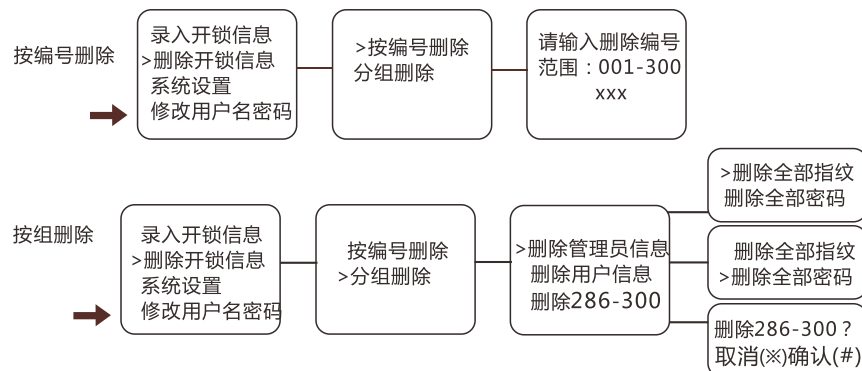 按编号删除
录入开锁信息
>删除开锁信息
系统设置
修改用户名密码
>按编号删除
分组删除
请输入删除编号
范围：001-300
xxx
按组删除
录入开锁信息
>删除开锁信息
系统设置
修改用户名密码
按编号删除
>分组删除
>删除管理员信息
删除用户信息
删除286-300
>删除全部指纹
删除全部密码
删除全部指纹
>删除全部密码
删除286-300？
取消(※)确认(#)